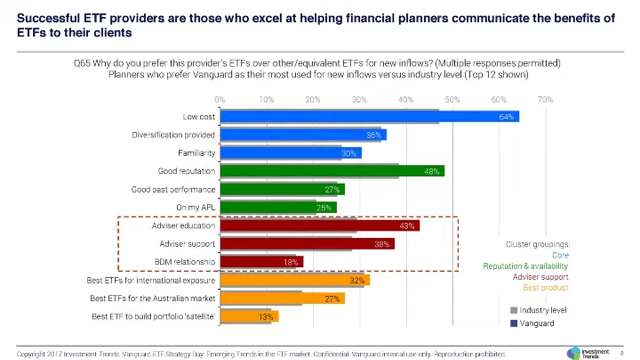 Successful ETF providers are those who excel at helping financial planners communicate the benefits of
ETFs to their clients
Q65 Why do you prefer this provider's ETFs over other/equivalent ETFs for new inflows? (Multiple responses permitted)
Planners who prefer Vanguard as their most used for new inflows versus industry level (Top 12 shown)
0% 10% 20% 30% 40% 50% 60% 70%
Low cost 64%
Diversification provided 36%
Familiarity 30%
Good reputation 48%
Good past performance 27%
On my APL 25%
Adviser education 43%
Adviser support 38%
BDM relationship 18%
Best ETFs for international exposure 32%
Best ETFs for the Australian market 27%
Best ETF to build portfolio 'satellite' 13%
Cluster groupings:
Core
Reputation & availability
Adviser support
Best product
Industry level
Vanguard
Copyright 2017 Investment Trends. Vanguard ETF Strategy Day: Emerging Trends in the ETF market. Confidential. Vanguard internal use only. Reproduction prohibited.
Investment
Trends